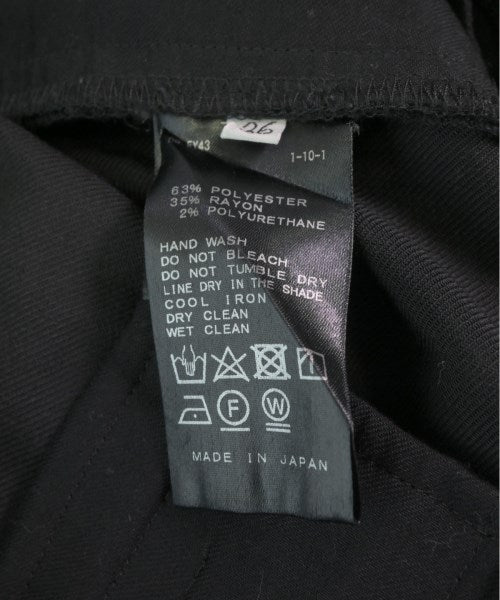 D26
1-10-1
63% POLYESTER
35% RAYON
2% POLYURETHANE
HAND WASH
DO NOT BLEACH
DO NOT TUMBLE DRY
LINE DRY IN THE SHADE
COOL IRON
DRY CLEAN
WET CLEAN
F W
MADE IN JAPAN